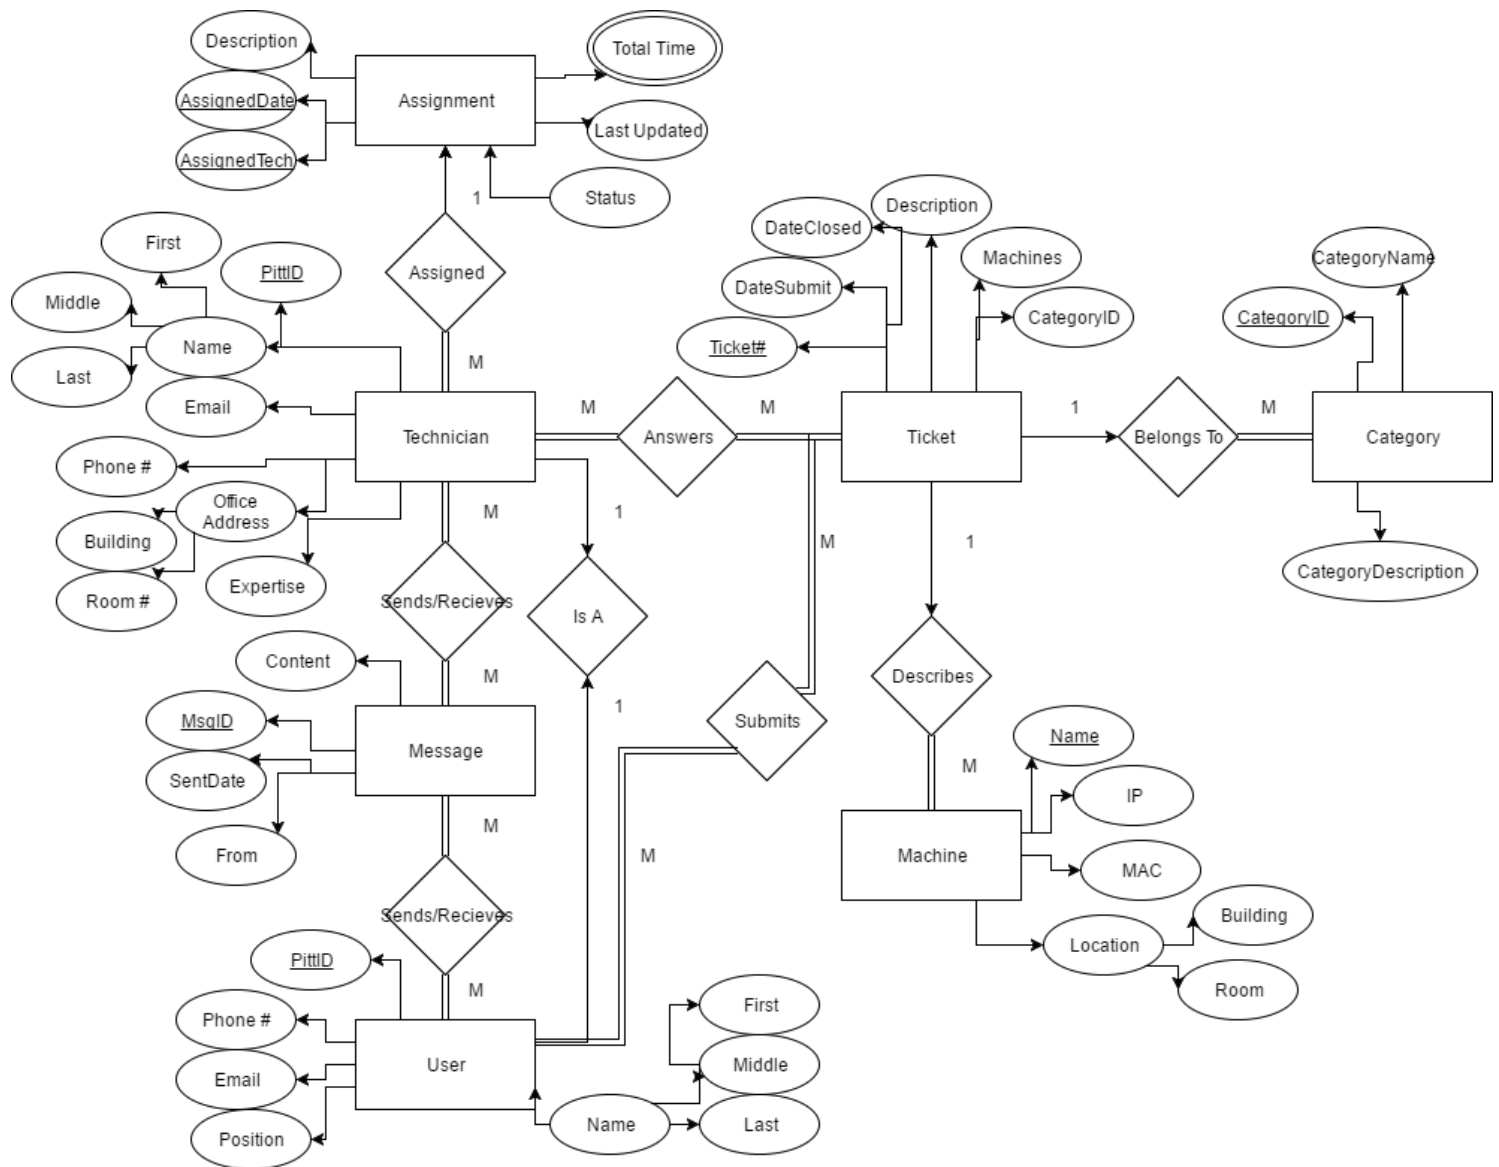 Description
Total Time
Assignment
AssignedDate
Last Updated
AssignedTech
1
Status
Description
DateClosed
First
Machines
CategoryName
Assigned
PittID
DateSubmit
Middle
CategoryID
CategoryID
Name
Ticket#
M
Last
Email
M
M
1
M
Technician
Answers
Ticket
Belongs To
Category
Phone #
Office
Address
M
1
Building
M
1
CategoryDescription
Expertise
Room #
Sends/Recieves
Is A
Content
M
Describes
1
MsgID
Submits
Name
Message
M
SentDate
IP
M
From
M
Machine
MAC
Sends/Recieves
Building
Location
PittID
M
Room
First
Phone #
User
Middle
Email
Name
Last
Position